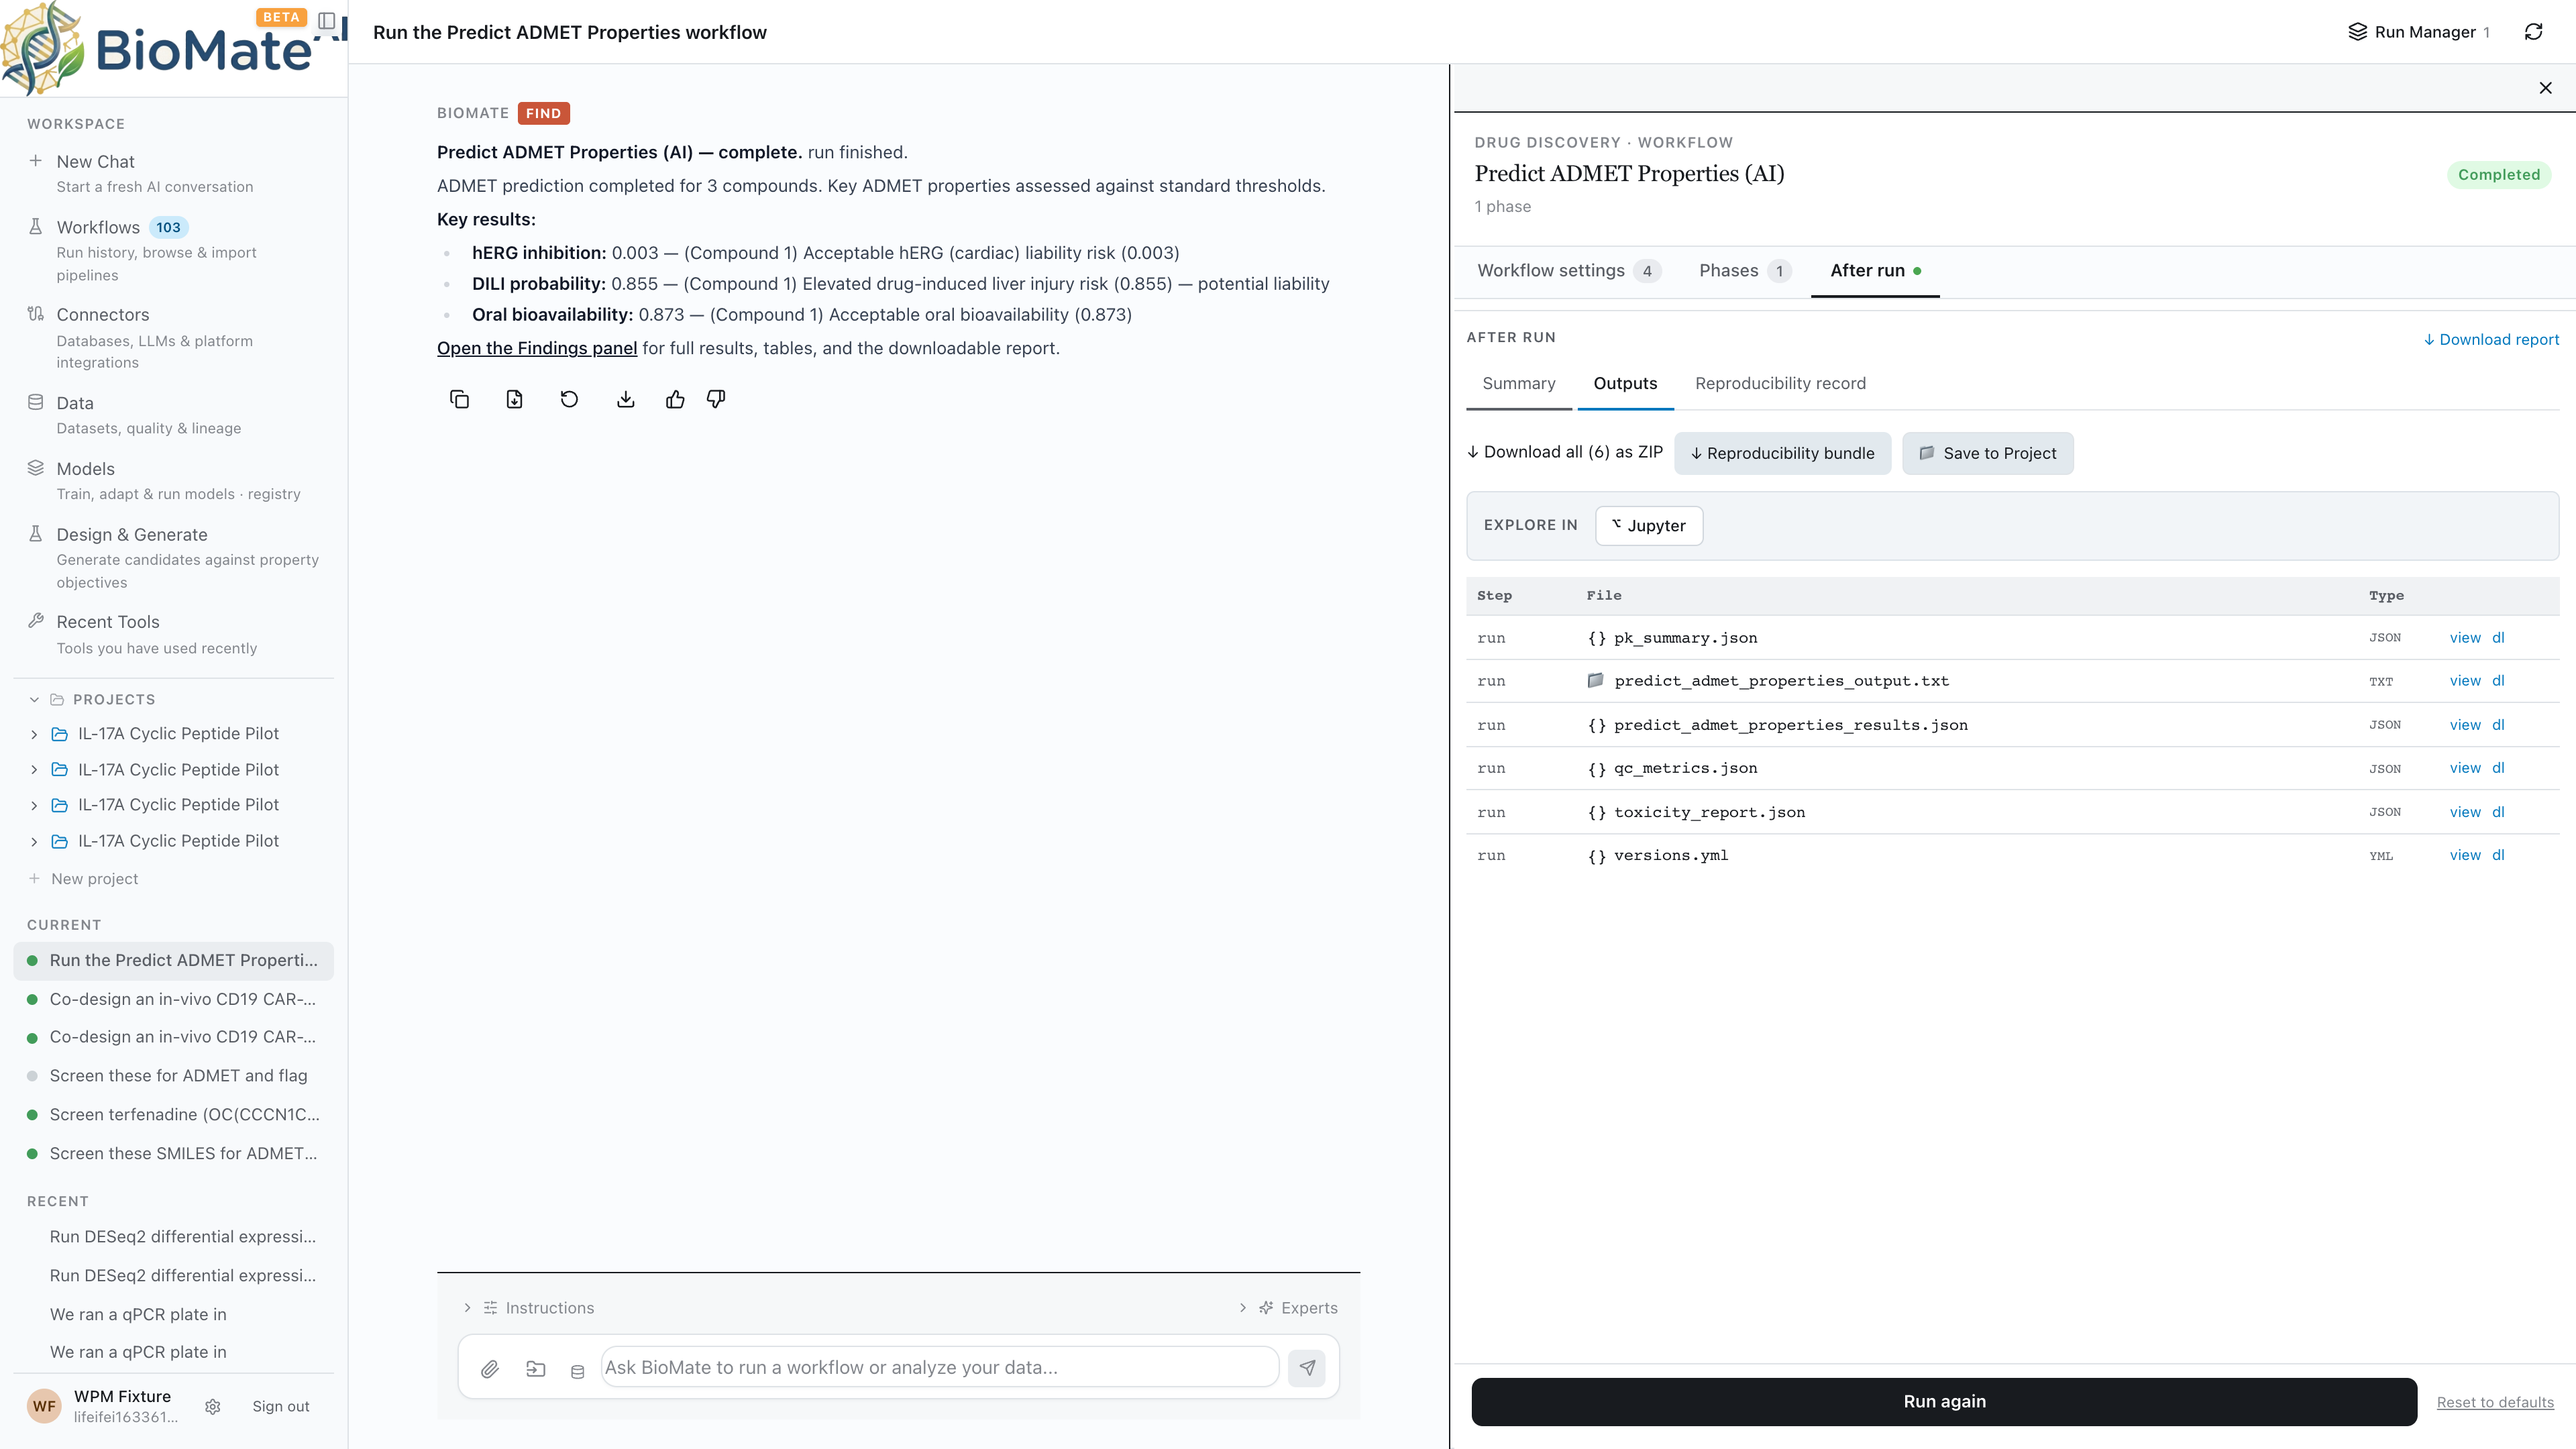 BioMate AI
BETA
WORKSPACE
New Chat
Start a fresh AI conversation
Workflows 103
Run history, browse & import
pipelines
Connectors
Databases, LLMs & platform
integrations
Data
Datasets, quality & lineage
Models
Train, adapt & run models · registry
Design & Generate
Generate candidates against property
objectives
Recent Tools
Tools you have used recently
PROJECTS
IL-17A Cyclic Peptide Pilot
IL-17A Cyclic Peptide Pilot
IL-17A Cyclic Peptide Pilot
IL-17A Cyclic Peptide Pilot
+ New project
CURRENT
Run the Predict ADMET Properti...
Co-design an in-vivo CD19 CAR-...
Co-design an in-vivo CD19 CAR-...
Screen these for ADMET and flag
Screen terfenadine (OC(CCCN1C...
Screen these SMILES for ADMET...
RECENT
Run DESeq2 differential expressi...
Run DESeq2 differential expressi...
We ran a qPCR plate in
We ran a qPCR plate in
WF
WPM Fixture
lifeifei163361...
Sign out
Run the Predict ADMET Properties workflow
Run Manager 1
BIOMATE FIND
Predict ADMET Properties (AI) — complete. run finished.
ADMET prediction completed for 3 compounds. Key ADMET properties assessed against standard thresholds.
Key results:
• hERG inhibition: 0.003 — (Compound 1) Acceptable hERG (cardiac) liability risk (0.003)
• DILI probability: 0.855 — (Compound 1) Elevated drug-induced liver injury risk (0.855) — potential liability
• Oral bioavailability: 0.873 — (Compound 1) Acceptable oral bioavailability (0.873)
Open the Findings panel for full results, tables, and the downloadable report.
Instructions
Experts
Ask BioMate to run a workflow or analyze your data...
DRUG DISCOVERY · WORKFLOW
Predict ADMET Properties (AI)
Completed
1 phase
Workflow settings 4
Phases 1
After run
AFTER RUN
↓ Download report
Summary
Outputs
Reproducibility record
↓ Download all (6) as ZIP
↓ Reproducibility bundle
Save to Project
EXPLORE IN
⌥ Jupyter
Step File Type
run {} pk_summary.json JSON view dl
run predict_admet_properties_output.txt TXT view dl
run {} predict_admet_properties_results.json JSON view dl
run {} qc_metrics.json JSON view dl
run {} toxicity_report.json JSON view dl
run {} versions.yml YML view dl
Run again
Reset to defaults